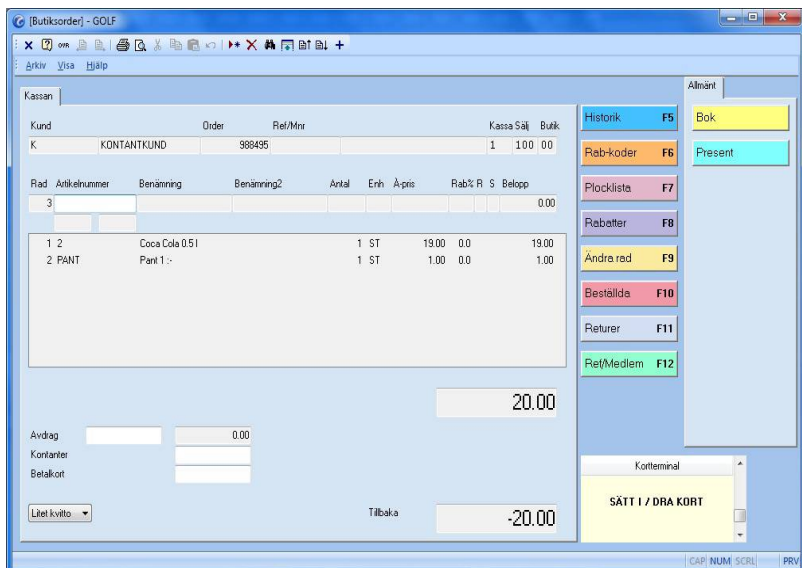 [Butiksorder] - GOLF
OVR
Arkiv Visa Hjälp
Kassan
Kund Order Ref/Mnr Kassa Sälj Butik
K KONTANTKUND 988495 1 100 00
Rad Artikelnummer Benämning Benämning2 Antal Enh À-pris Rab% R S Belopp
3 0.00
1 2 Coca Cola 0.5 l 1 ST 19.00 0.0 19.00
2 PANT Pant 1 :- 1 ST 1.00 0.0 1.00
20.00
Avdrag 0.00
Kontanter
Betalkort
Litet kvitto Tillbaka -20.00
Historik F5
Rab-koder F6
Plocklista F7
Rabatter F8
Ändra rad F9
Beställda F10
Returer F11
Ref/Medlem F12
Allmänt
Bok
Present
Kortterminal
SÄTT I / DRA KORT
CAP NUM SCRL PRV